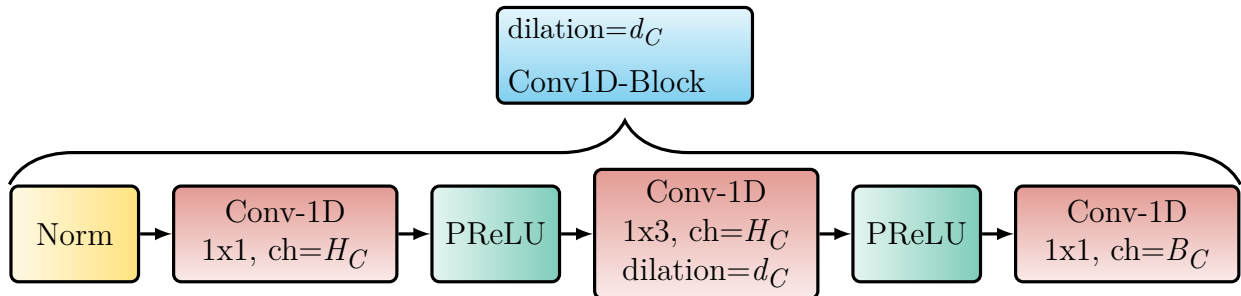 dilation=d_C
Conv1D-Block
Norm
Conv-1D
1x1, ch=H_C
PReLU
Conv-1D
1x3, ch=H_C
dilation=d_C
PReLU
Conv-1D
1x1, ch=B_C